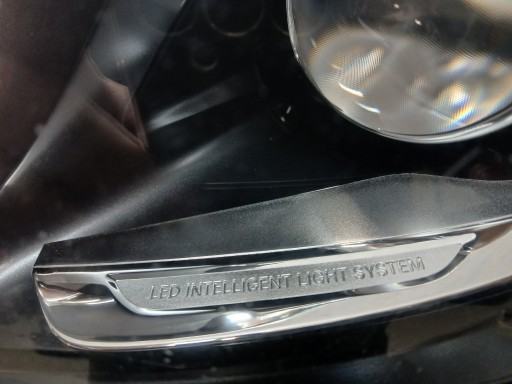 LED INTELLIGENT LIGHT SYSTEM